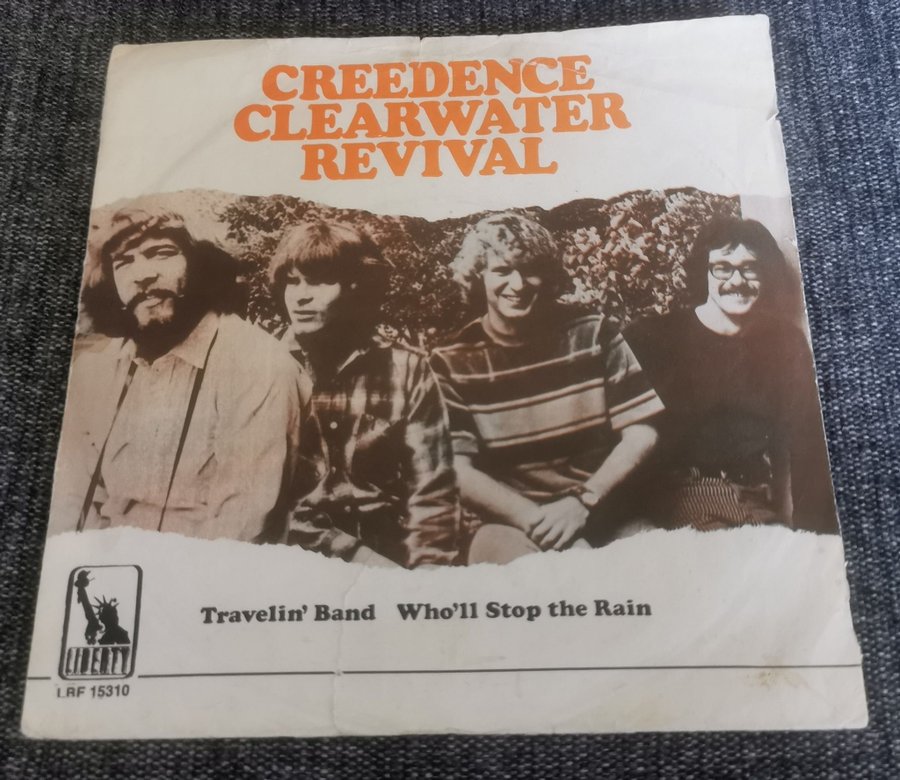 CREEDENCE
CLEARWATER
REVIVAL
Travelin' Band Who'll Stop the Rain
LIBERTY
LBF 15310